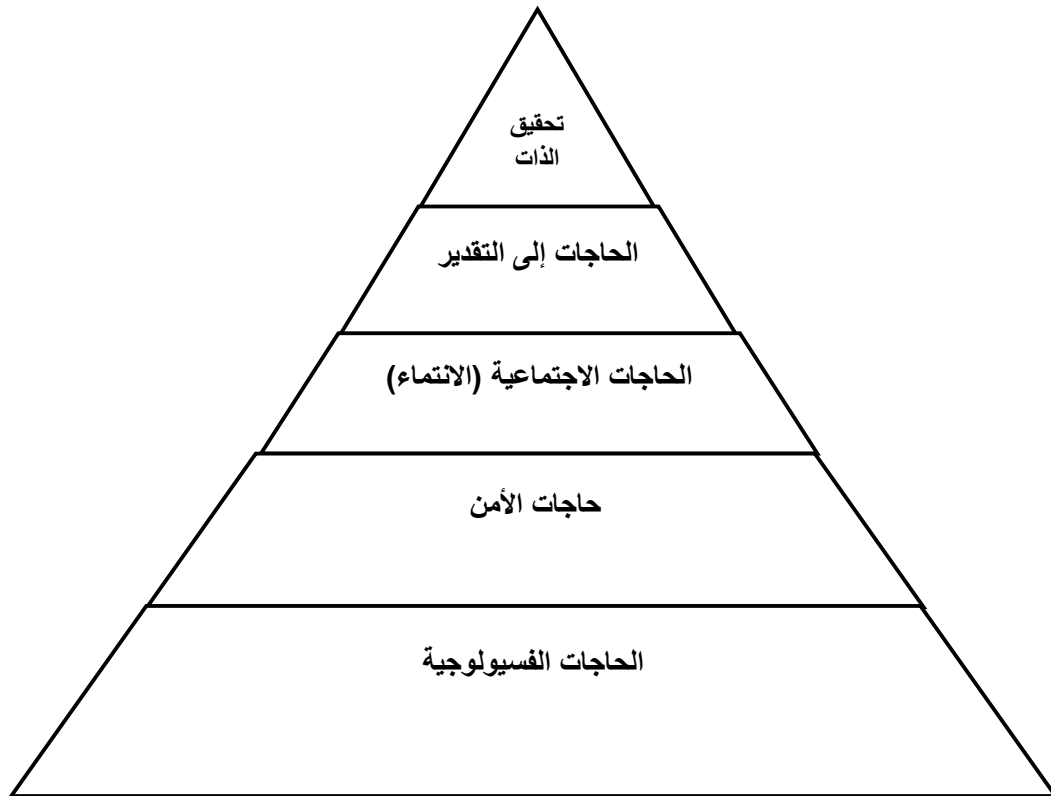 تحقيق
الذات
الحاجات إلى التقدير
الحاجات الاجتماعية (الانتماء)
حاجات الأمن
الحاجات الفسيولوجية